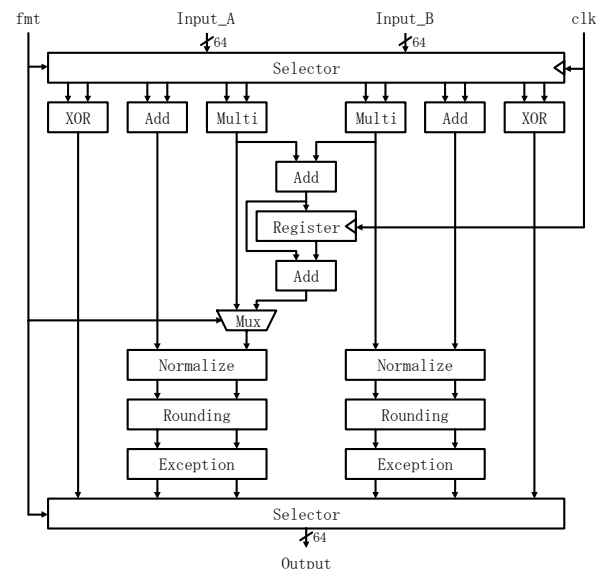 fmt Input_A Input_B clk
64 64
Selector
XOR Add Multi Multi Add XOR
Add
Register
Add
Mux
Normalize Normalize
Rounding Rounding
Exception Exception
Selector
64
Output